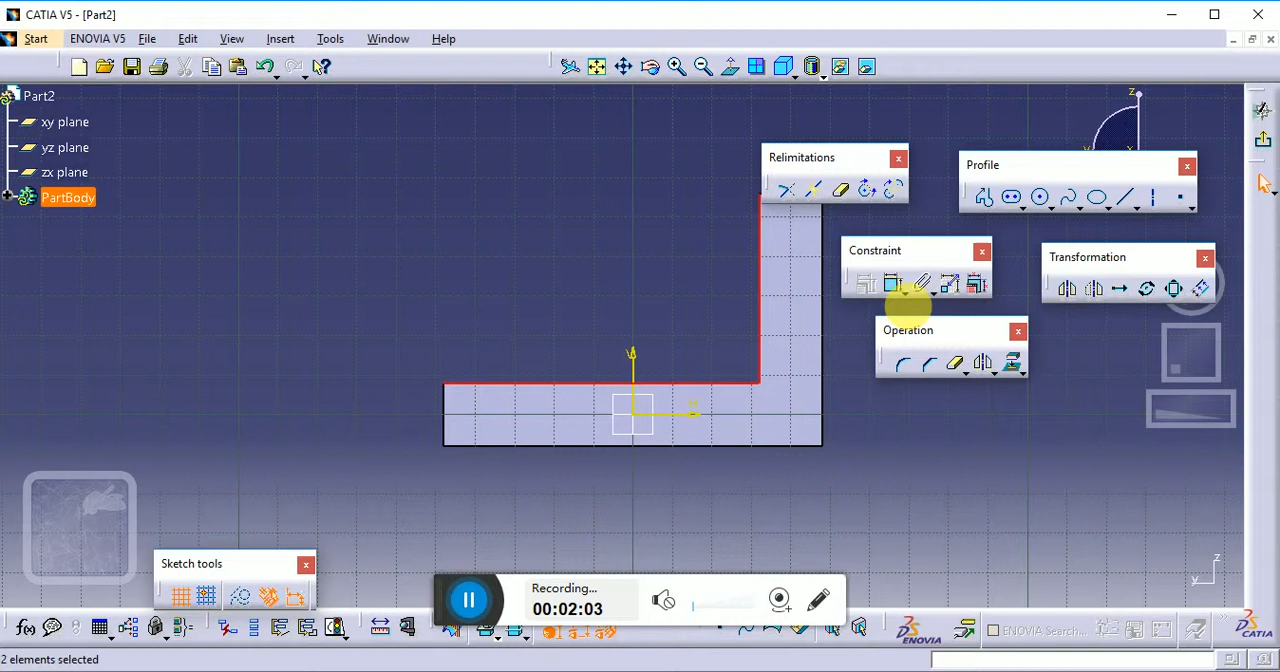 CATIA V5 - [Part2]
Start ENOVIA V5 File Edit View Insert Tools Window Help
Part2
xy plane
yz plane
zx plane
PartBody
z
y x
Relimitations
Profile
Constraint
Transformation
Operation
V
H
Sketch tools
Recording...
00:02:03
z
y
f(x)
ENOVIA
ENOVIA Search...
CATIA
2 elements selected